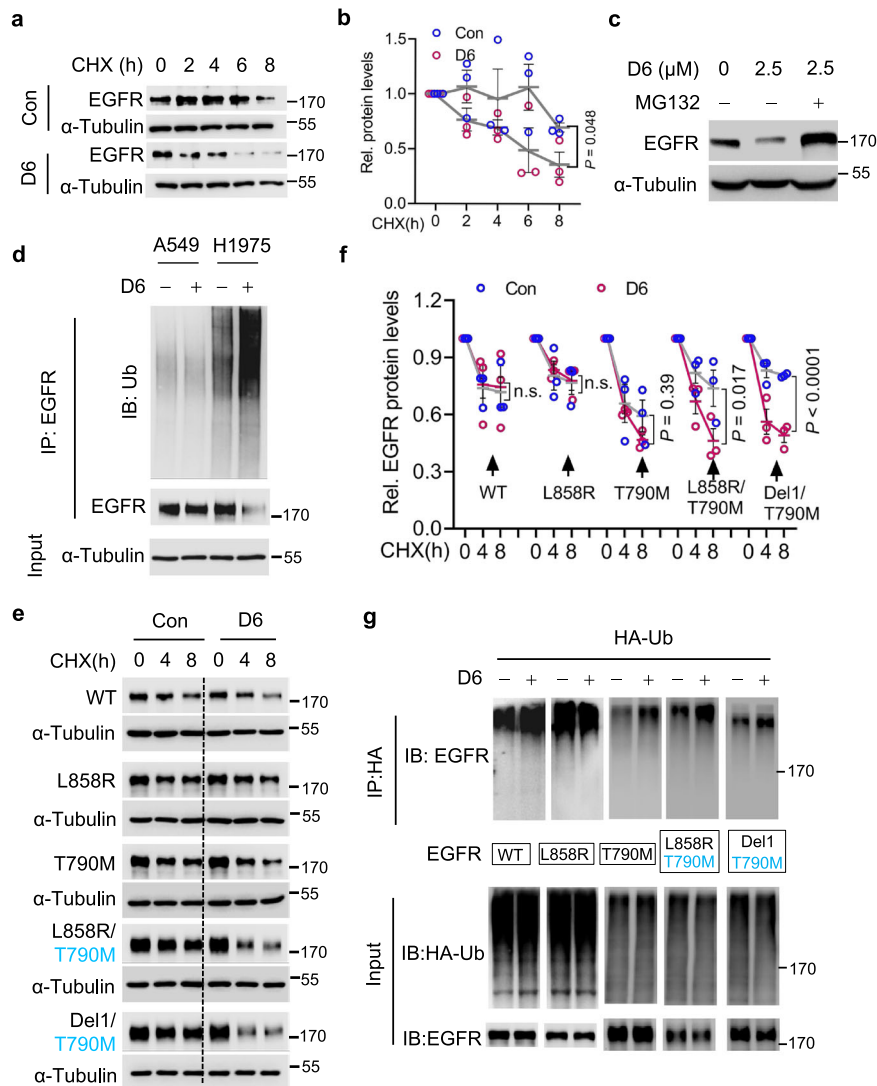 a
CHX (h) 0 2 4 6 8
Con
EGFR
170
α-Tubulin
55
D6
EGFR
170
α-Tubulin
55
b
Con
D6
Rel. protein levels
1.5
1.0
0.5
0.0
P = 0.048
CHX(h) 0 2 4 6 8
c
D6 (μM) 0 2.5 2.5
MG132 – – +
EGFR
170
α-Tubulin
55
d
A549 H1975
D6 – + – +
IP: EGFR
IB: Ub
EGFR
170
Input
α-Tubulin
55
f
Con D6
Rel. EGFR protein levels
1.2
0.9
0.6
0.3
0.0
n.s.
n.s.
P = 0.39
P = 0.017
P < 0.0001
WT
L858R
T790M
L858R/
T790M
Del1/
T790M
CHX(h) 0 4 8 0 4 8 0 4 8 0 4 8 0 4 8
e
Con D6
CHX(h) 0 4 8 0 4 8
WT
170
α-Tubulin
55
L858R
170
α-Tubulin
55
T790M
170
α-Tubulin
55
L858R/
T790M
170
α-Tubulin
55
Del1/
T790M
170
α-Tubulin
55
g
HA-Ub
D6 – + – + – + – + – +
IP:HA
IB: EGFR
170
EGFR
WT
L858R
T790M
L858R
T790M
Del1
T790M
Input
IB:HA-Ub
170
IB:EGFR
170